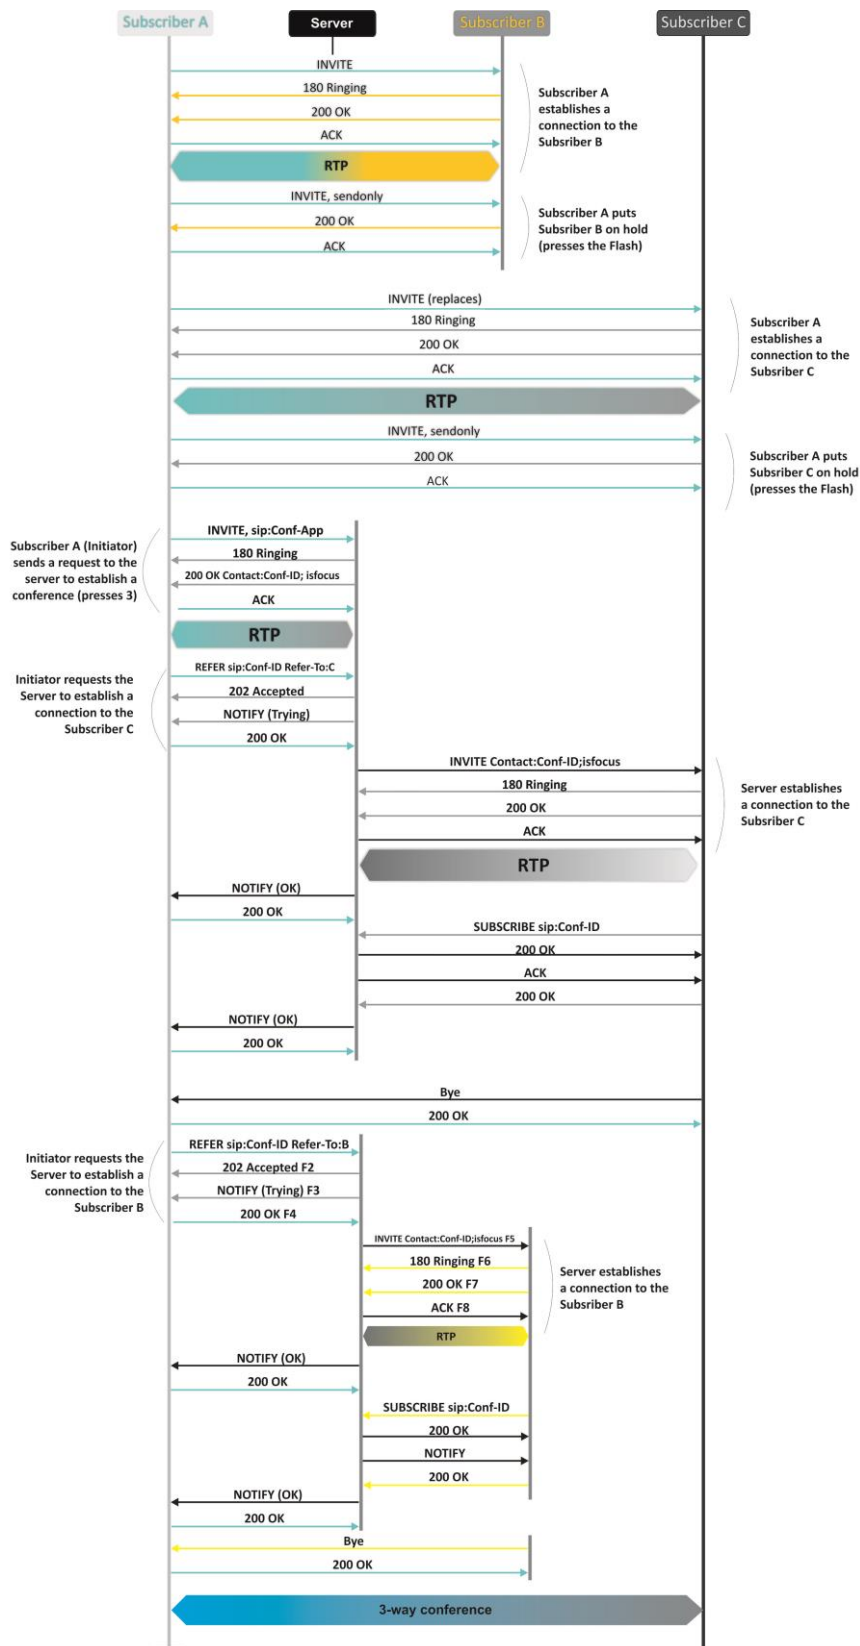 Subscriber A
Server
Subscriber B
Subscriber C
INVITE
180 Ringing
200 OK
ACK
RTP
Subscriber A
establishes a
connection to the
Subsriber B
INVITE, sendonly
200 OK
ACK
Subscriber A puts
Subsriber B on hold
(presses the Flash)
INVITE (replaces)
180 Ringing
200 OK
ACK
RTP
Subscriber A
establishes a
connection to the
Subsriber C
INVITE, sendonly
200 OK
ACK
Subscriber A puts
Subsriber C on hold
(presses the Flash)
INVITE, sip:Conf-App
180 Ringing
200 OK Contact:Conf-ID; isfocus
ACK
RTP
Subscriber A (Initiator)
sends a request to the
server to establish a
conference (presses 3)
REFER sip:Conf-ID Refer-To:C
202 Accepted
NOTIFY (Trying)
200 OK
Initiator requests the
Server to establish a
connection to the
Subscriber C
INVITE Contact:Conf-ID;isfocus
180 Ringing
200 OK
ACK
RTP
Server establishes
a connection to the
Subsriber C
NOTIFY (OK)
200 OK
SUBSCRIBE sip:Conf-ID
200 OK
ACK
200 OK
NOTIFY (OK)
200 OK
Bye
200 OK
REFER sip:Conf-ID Refer-To:B
202 Accepted F2
NOTIFY (Trying) F3
200 OK F4
Initiator requests the
Server to establish a
connection to the
Subscriber B
INVITE Contact:Conf-ID;isfocus F5
180 Ringing F6
200 OK F7
ACK F8
RTP
Server establishes
a connection to the
Subsriber B
NOTIFY (OK)
200 OK
SUBSCRIBE sip:Conf-ID
200 OK
NOTIFY
200 OK
NOTIFY (OK)
200 OK
Bye
200 OK
3-way conference